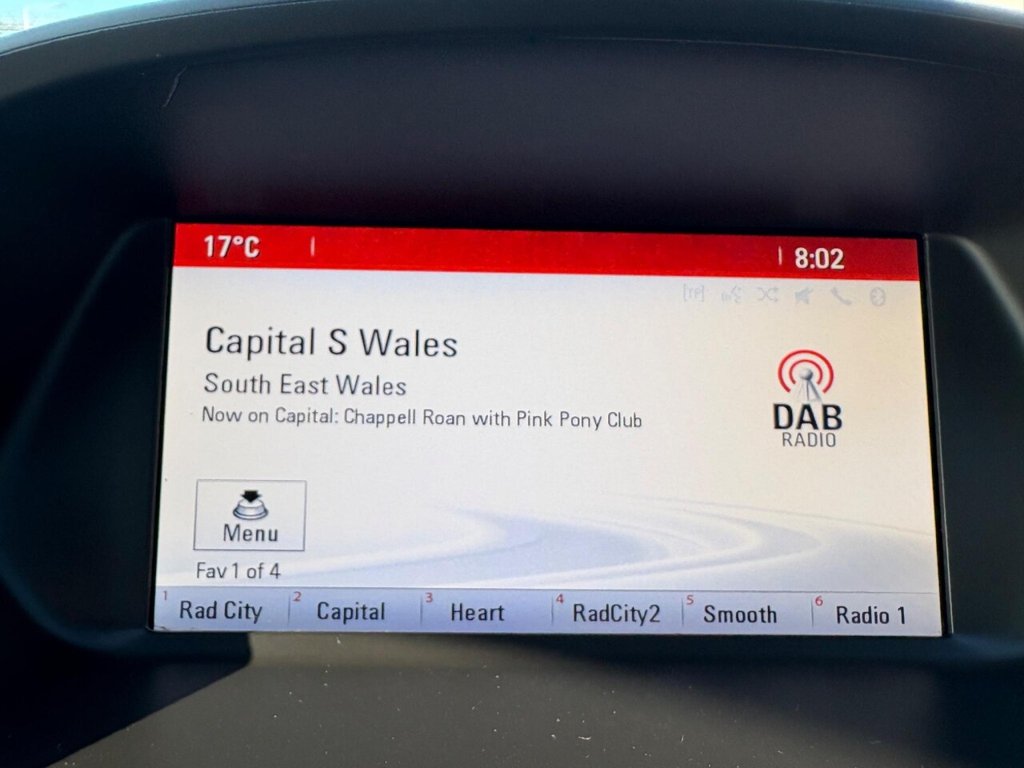 17°C 8:02
[TP]
Capital S Wales
South East Wales
Now on Capital: Chappell Roan with Pink Pony Club
DAB
RADIO
Menu
Fav 1 of 4
1 Rad City 2 Capital 3 Heart 4 RadCity2 5 Smooth 6 Radio 1